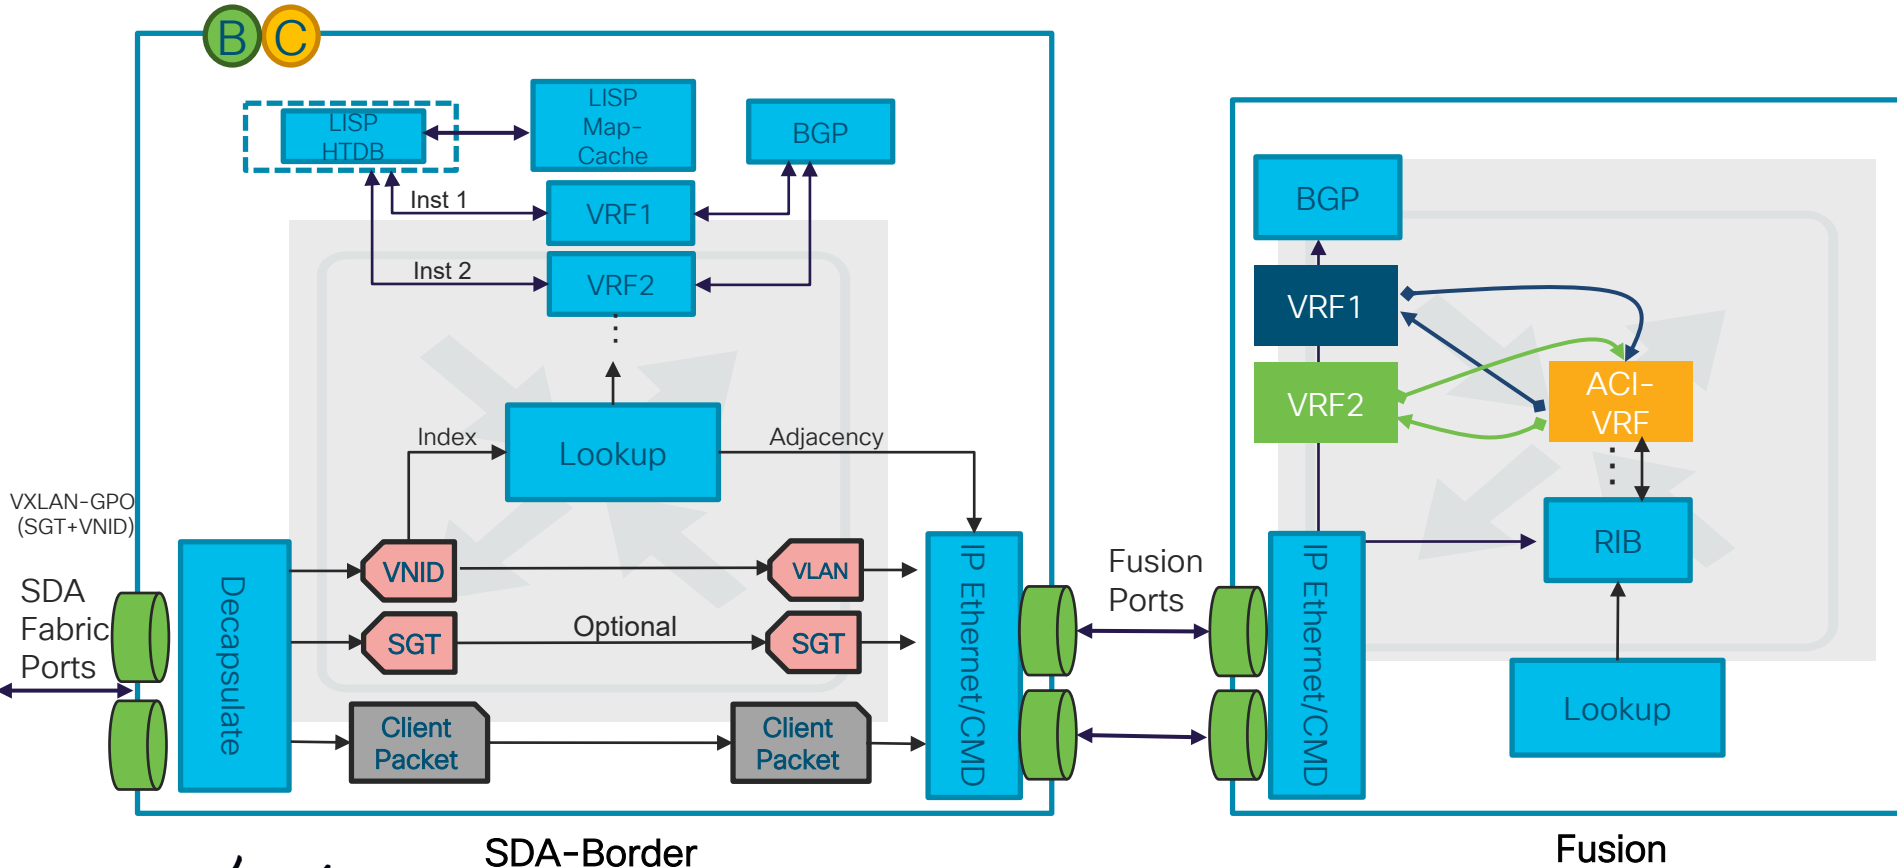 B
C
LISP
HTDB
LISP
Map-
Cache
BGP
Inst 1
VRF1
Inst 2
VRF2
Index
Lookup
Adjacency
VXLAN-GPO
(SGT+VNID)
SDA
Fabric
Ports
Decapsulate
VNID
VLAN
SGT
Optional
SGT
Client
Packet
Client
Packet
IP Ethernet/CMD
SDA-Border
Fusion
Ports
BGP
VRF1
VRF2
ACI-
VRF
RIB
Lookup
IP Ethernet/CMD
Fusion